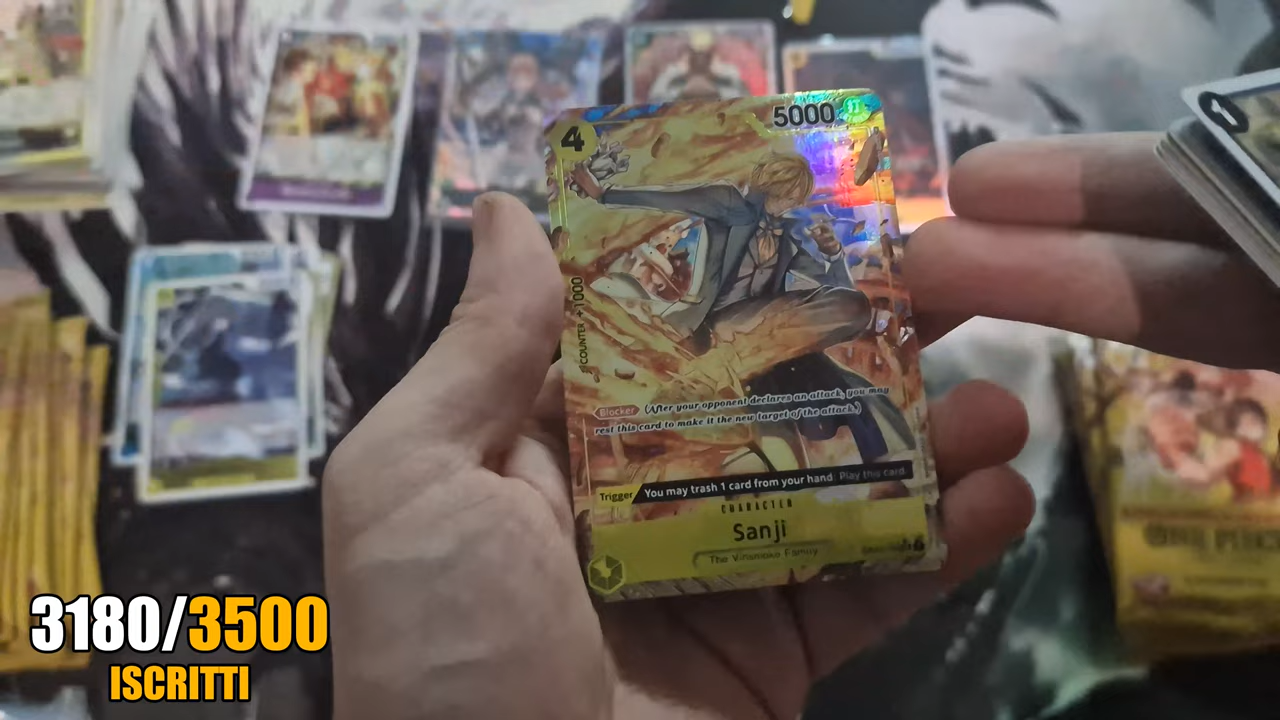 4
5000
COUNTER +1000
Blocker (After your opponent declares an attack, you may
rest this card to make it the new target of the attack.)
Trigger You may trash 1 card from your hand: Play this card.
CHARACTER
Sanji
The Vinsmoke Family
3180/3500
ISCRITTI